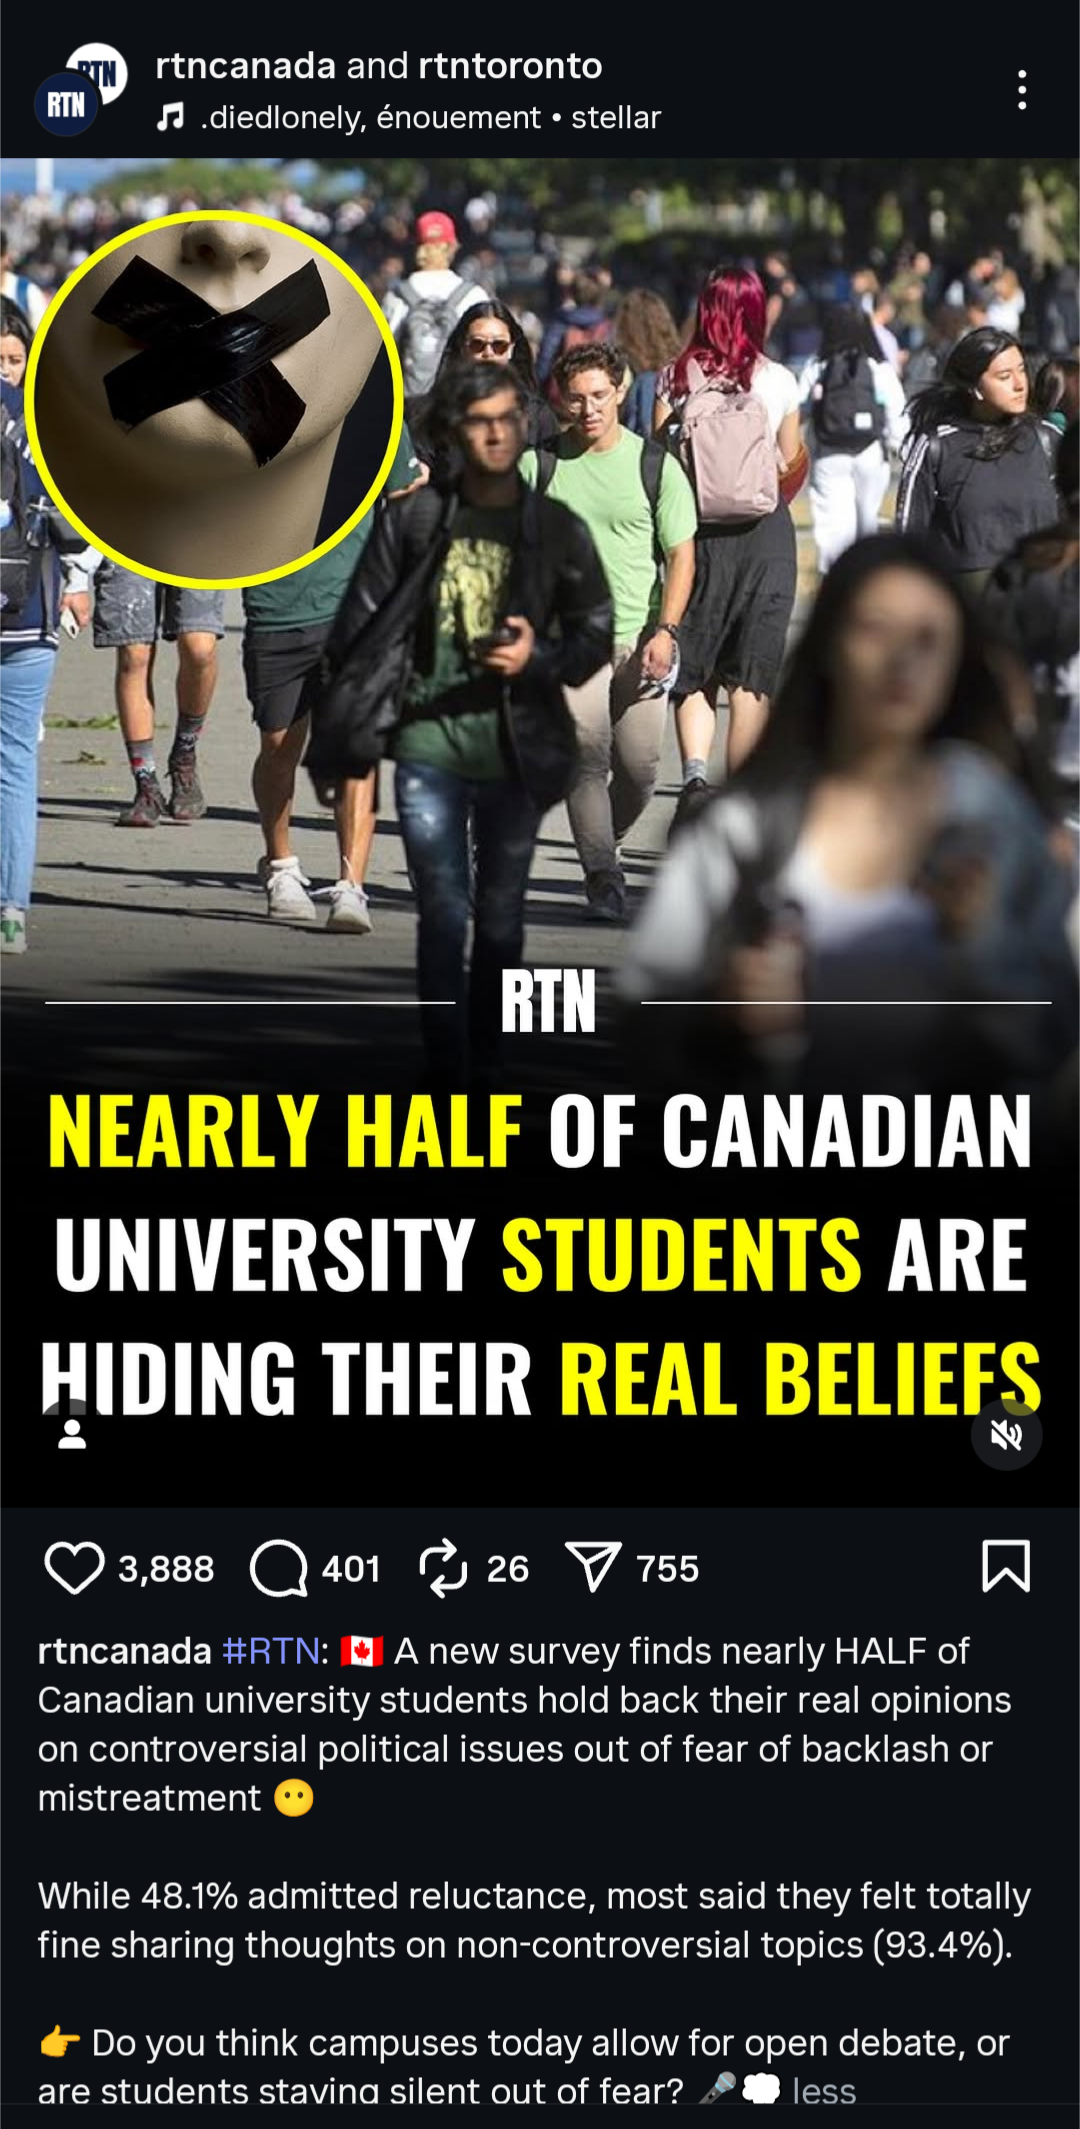 RTN
RTN
rtncanada and rtntoronto
.diedlonely, énouement • stellar
RTN
NEARLY HALF OF CANADIAN
UNIVERSITY STUDENTS ARE
HIDING THEIR REAL BELIEFS
3,888 401 26 755
rtncanada #RTN: 🇨🇦 A new survey finds nearly HALF of
Canadian university students hold back their real opinions
on controversial political issues out of fear of backlash or
mistreatment 😶
While 48.1% admitted reluctance, most said they felt totally
fine sharing thoughts on non-controversial topics (93.4%).
👉 Do you think campuses today allow for open debate, or
are students staying silent out of fear? 🎤💭 less